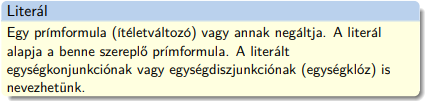 Literál
Egy prímformula (ítéletváltozó) vagy annak negáltja. A literál
alapja a benne szereplő prímformula. A literált
egységkonjunkciónak vagy egységdiszjunkciónak (egységklóz) is
nevezhetünk.